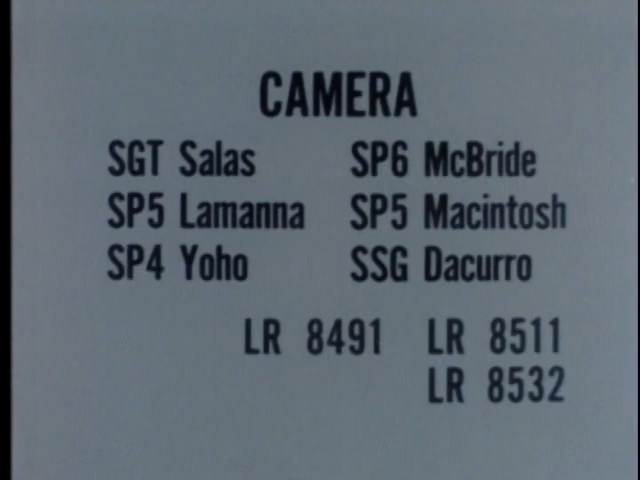 CAMERA
SGT Salas SP6 McBride
SP5 Lamanna SP5 Macintosh
SP4 Yoho SSG Dacurro
LR 8491 LR 8511
LR 8532